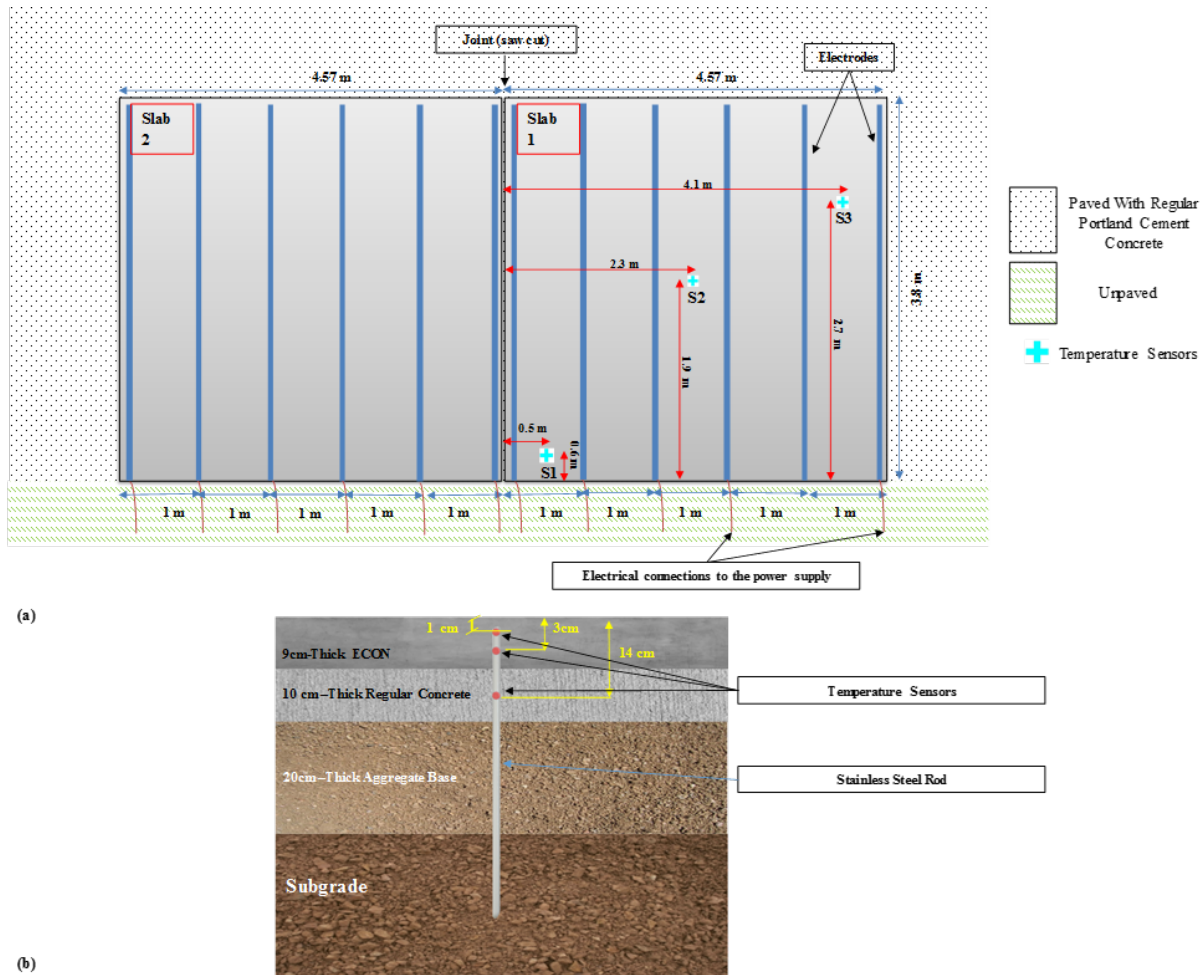 Joint (saw cut)
Electrodes
4.57 m
4.57 m
Slab
2
Slab
1
4.1 m
S3
2.3 m
S2
3.8 m
2.7 m
1.9 m
0.5 m
0.6 m
S1
1 m
1 m
1 m
1 m
1 m
1 m
1 m
1 m
1 m
1 m
Electrical connections to the power supply
Paved With Regular
Portland Cement
Concrete
Unpaved
Temperature Sensors
(a)
1 cm
3cm
14 cm
9cm-Thick ECON
10 cm–Thick Regular Concrete
Temperature Sensors
20cm–Thick Aggregate Base
Stainless Steel Rod
Subgrade
(b)